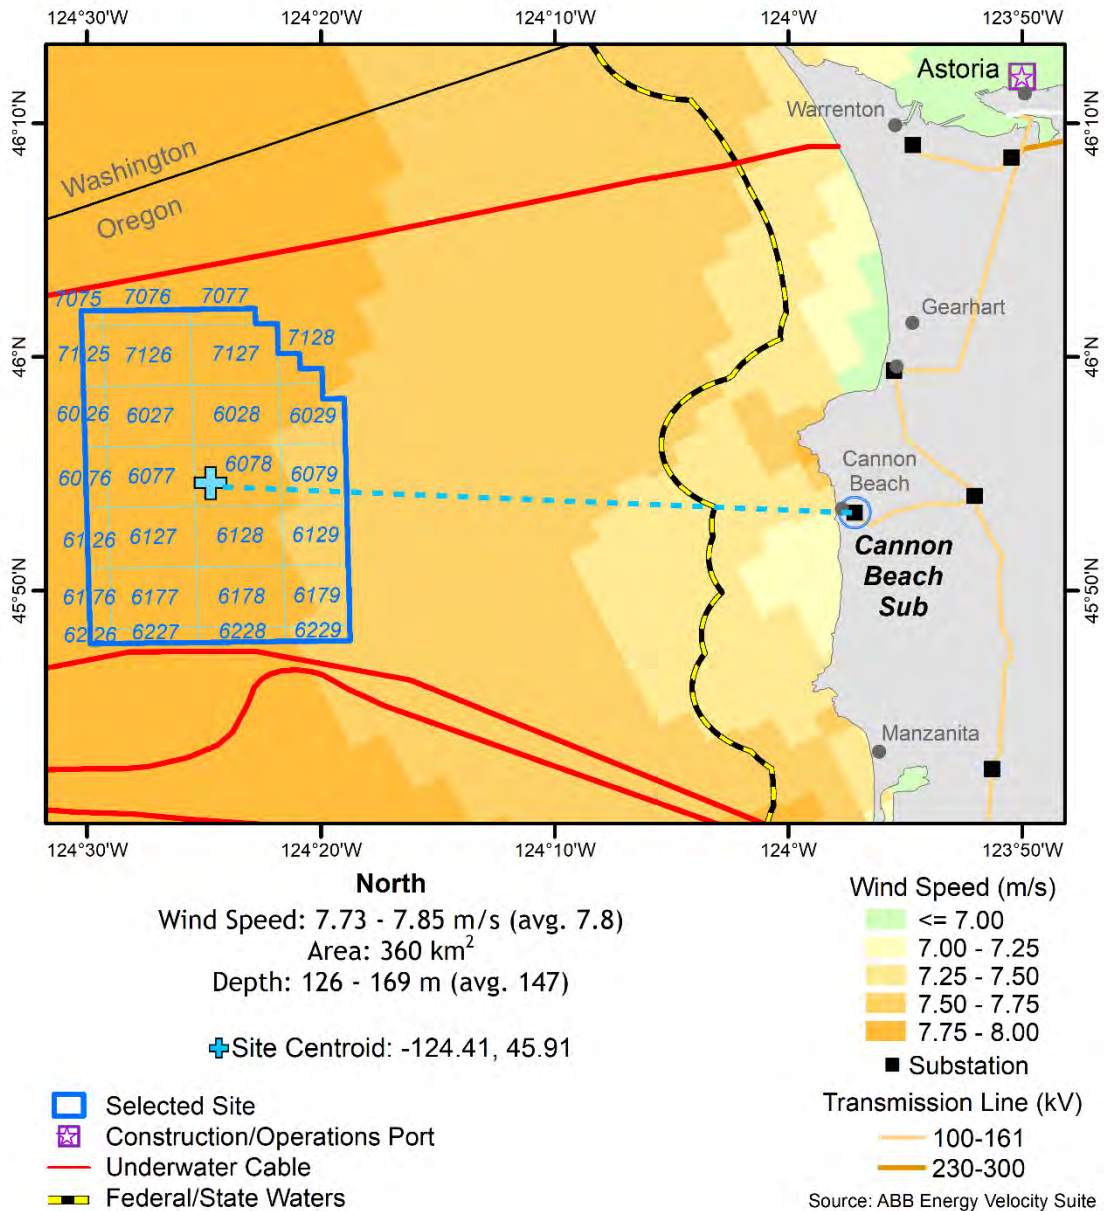 124°30'W 124°20'W 124°10'W 124°W 123°50'W
Astoria
Warrenton
46°10'N 46°10'N
Washington
Oregon
7075 7076 7077
Gearhart
7128
7125 7126 7127
46°N 46°N
6026 6027 6028 6029
Cannon
Beach
6076 6077 6078 6079
6126 6127 6128 6129
Cannon
Beach
Sub
45°50'N 45°50'N
6176 6177 6178 6179
6226 6227 6228 6229
Manzanita
124°30'W 124°20'W 124°10'W 124°W 123°50'W
North
Wind Speed: 7.73 - 7.85 m/s (avg. 7.8)
Area: 360 km²
Depth: 126 - 169 m (avg. 147)
Site Centroid: -124.41, 45.91
Selected Site
Construction/Operations Port
Underwater Cable
Federal/State Waters
Wind Speed (m/s)
<= 7.00
7.00 - 7.25
7.25 - 7.50
7.50 - 7.75
7.75 - 8.00
Substation
Transmission Line (kV)
100-161
230-300
Source: ABB Energy Velocity Suite